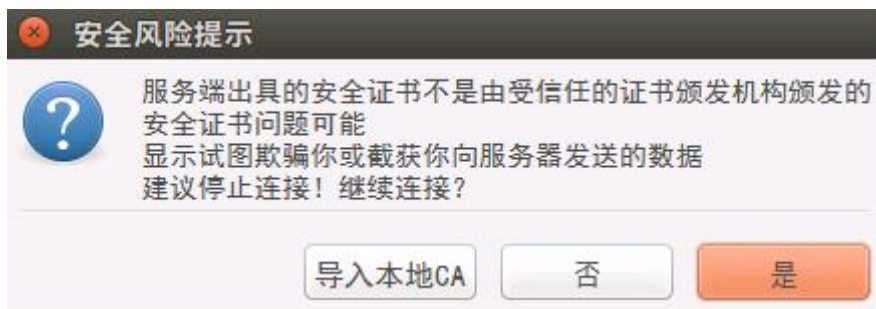 安全风险提示
服务端出具的安全证书不是由受信任的证书颁发机构颁发的
安全证书问题可能
显示试图欺骗你或截获你向服务器发送的数据
建议停止连接！继续连接？
导入本地CA 否 是